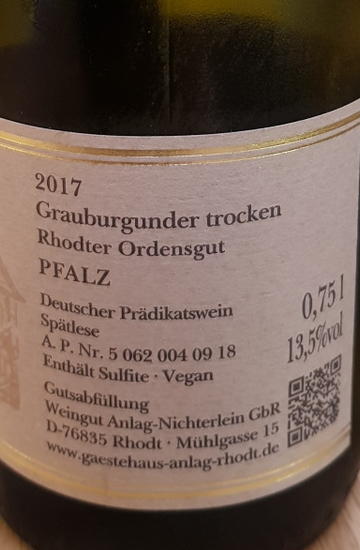 2017
Grauburgunder trocken
Rhodter Ordensgut
PFALZ
Deutscher Prädikatswein
Spätlese
A. P. Nr. 5 062 004 09 18
Enthält Sulfite · Vegan
0,75 l
13,5%vol
Gutsabfüllung
Weingut Anlag-Nichterlein GbR
D-76835 Rhodt · Mühlgasse 15
www.gaestehaus-anlag-rhodt.de